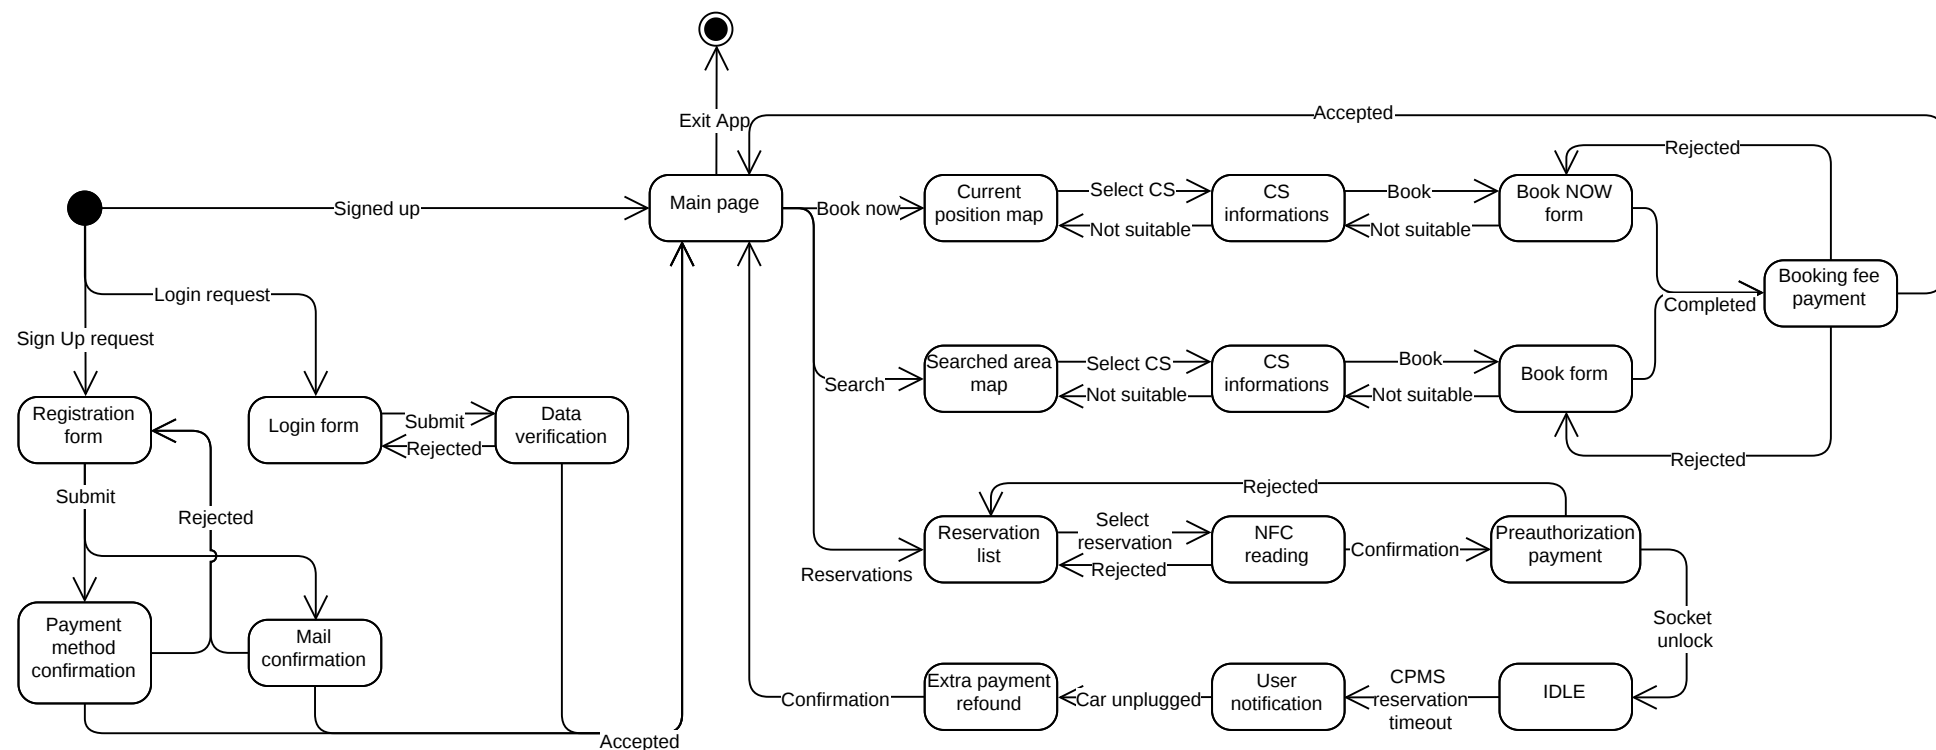 Exit App
Accepted
Rejected
Signed up
Main page
Book now
Current
position map
Select CS
Not suitable
CS
informations
Book
Not suitable
Book NOW
form
Booking fee
payment
Completed
Login request
Sign Up request
Search
Searched area
map
Select CS
Not suitable
CS
informations
Book
Not suitable
Book form
Rejected
Registration
form
Login form
Submit
Rejected
Data
verification
Submit
Rejected
Rejected
Reservations
Reservation
list
Select
reservation
Rejected
NFC
reading
Confirmation
Preauthorization
payment
Socket
unlock
Payment
method
confirmation
Mail
confirmation
Accepted
Confirmation
Extra payment
refound
Car unplugged
User
notification
CPMS
reservation
timeout
IDLE